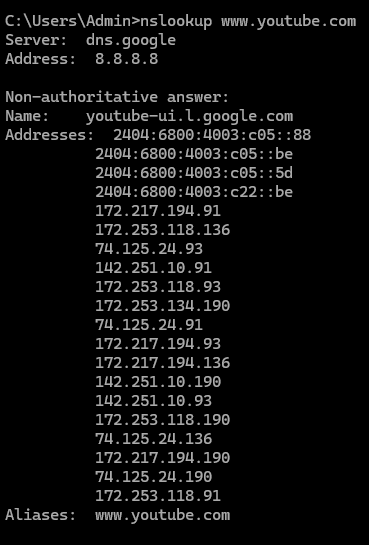 C:\Users\Admin>nslookup www.youtube.com
Server:  dns.google
Address:  8.8.8.8

Non-authoritative answer:
Name:    youtube-ui.l.google.com
Addresses:  2404:6800:4003:c05::88
          2404:6800:4003:c05::be
          2404:6800:4003:c05::5d
          2404:6800:4003:c22::be
          172.217.194.91
          172.253.118.136
          74.125.24.93
          142.251.10.91
          172.253.118.93
          172.253.134.190
          74.125.24.91
          172.217.194.93
          172.217.194.136
          142.251.10.190
          142.251.10.93
          172.253.118.190
          74.125.24.136
          172.217.194.190
          74.125.24.190
          172.253.118.91
Aliases:  www.youtube.com